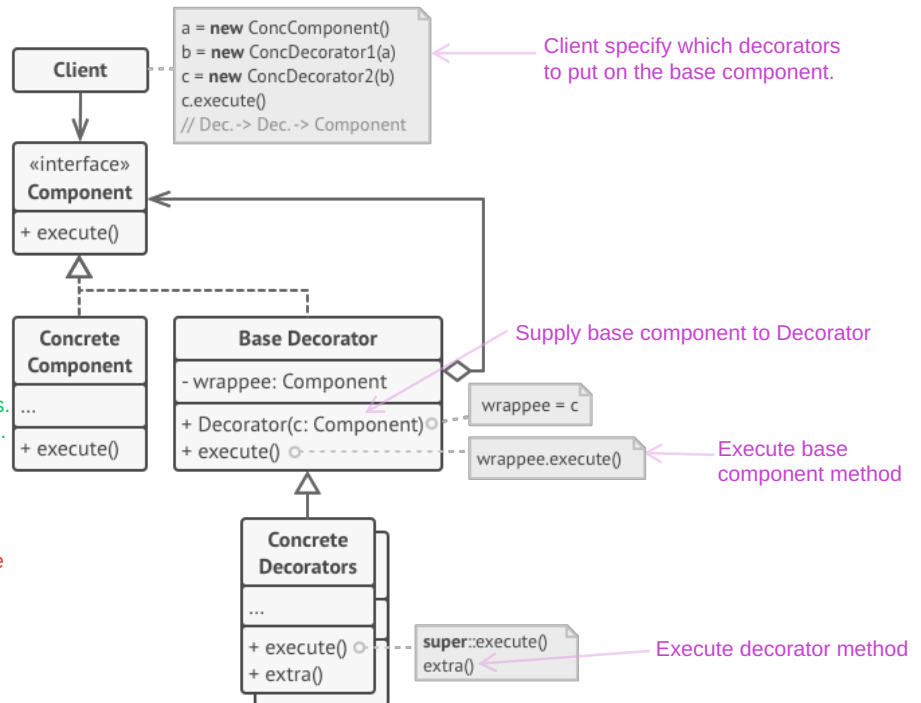 Client
a = new ConcComponent()
b = new ConcDecorator1(a)
c = new ConcDecorator2(b)
c.execute()
// Dec.-> Dec.-> Component
Client specify which decorators
to put on the base component.
«interface»
Component
+ execute()
Concrete
Component
...
+ execute()
Base Decorator
- wrappee: Component
+ Decorator(c: Component)
+ execute()
Supply base component to Decorator
wrappee = c
wrappee.execute()
Execute base
component method
s.
.
e
Concrete
Decorators
...
+ execute()
+ extra()
super::execute()
extra()
Execute decorator method